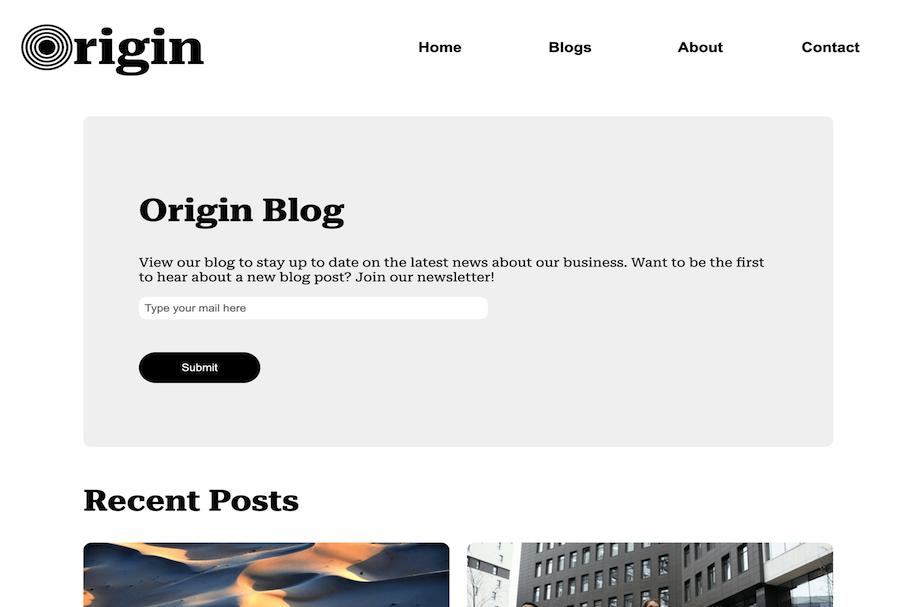 Origin
Home
Blogs
About
Contact
Origin Blog
View our blog to stay up to date on the latest news about our business. Want to be the first
to hear about a new blog post? Join our newsletter!
Type your mail here
Submit
Recent Posts